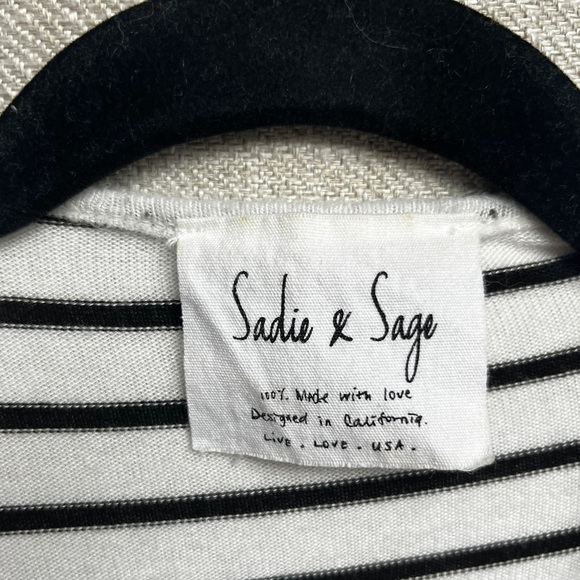 Sadie & Sage
100% Made with love
Designed in California.
LIVE . LOVE . USA .